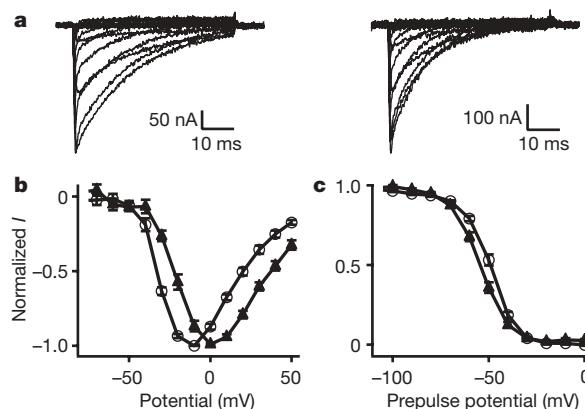 a
50 nA
10 ms
100 nA
10 ms
b
0
−0.5
−1.0
Normalized I
−50
0
50
Potential (mV)
c
1.0
0.5
0
−100
−50
0
Prepulse potential (mV)